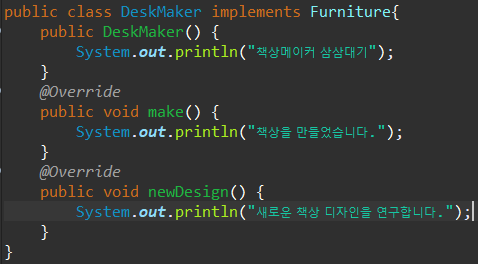 public class DeskMaker implements Furniture{
    public DeskMaker() {
        System.out.println("책상메이커 삼삼대기");
    }
    @Override
    public void make() {
        System.out.println("책상을 만들었습니다.");
    }
    @Override
    public void newDesign() {
        System.out.println("새로운 책상 디자인을 연구합니다.");
    }
}